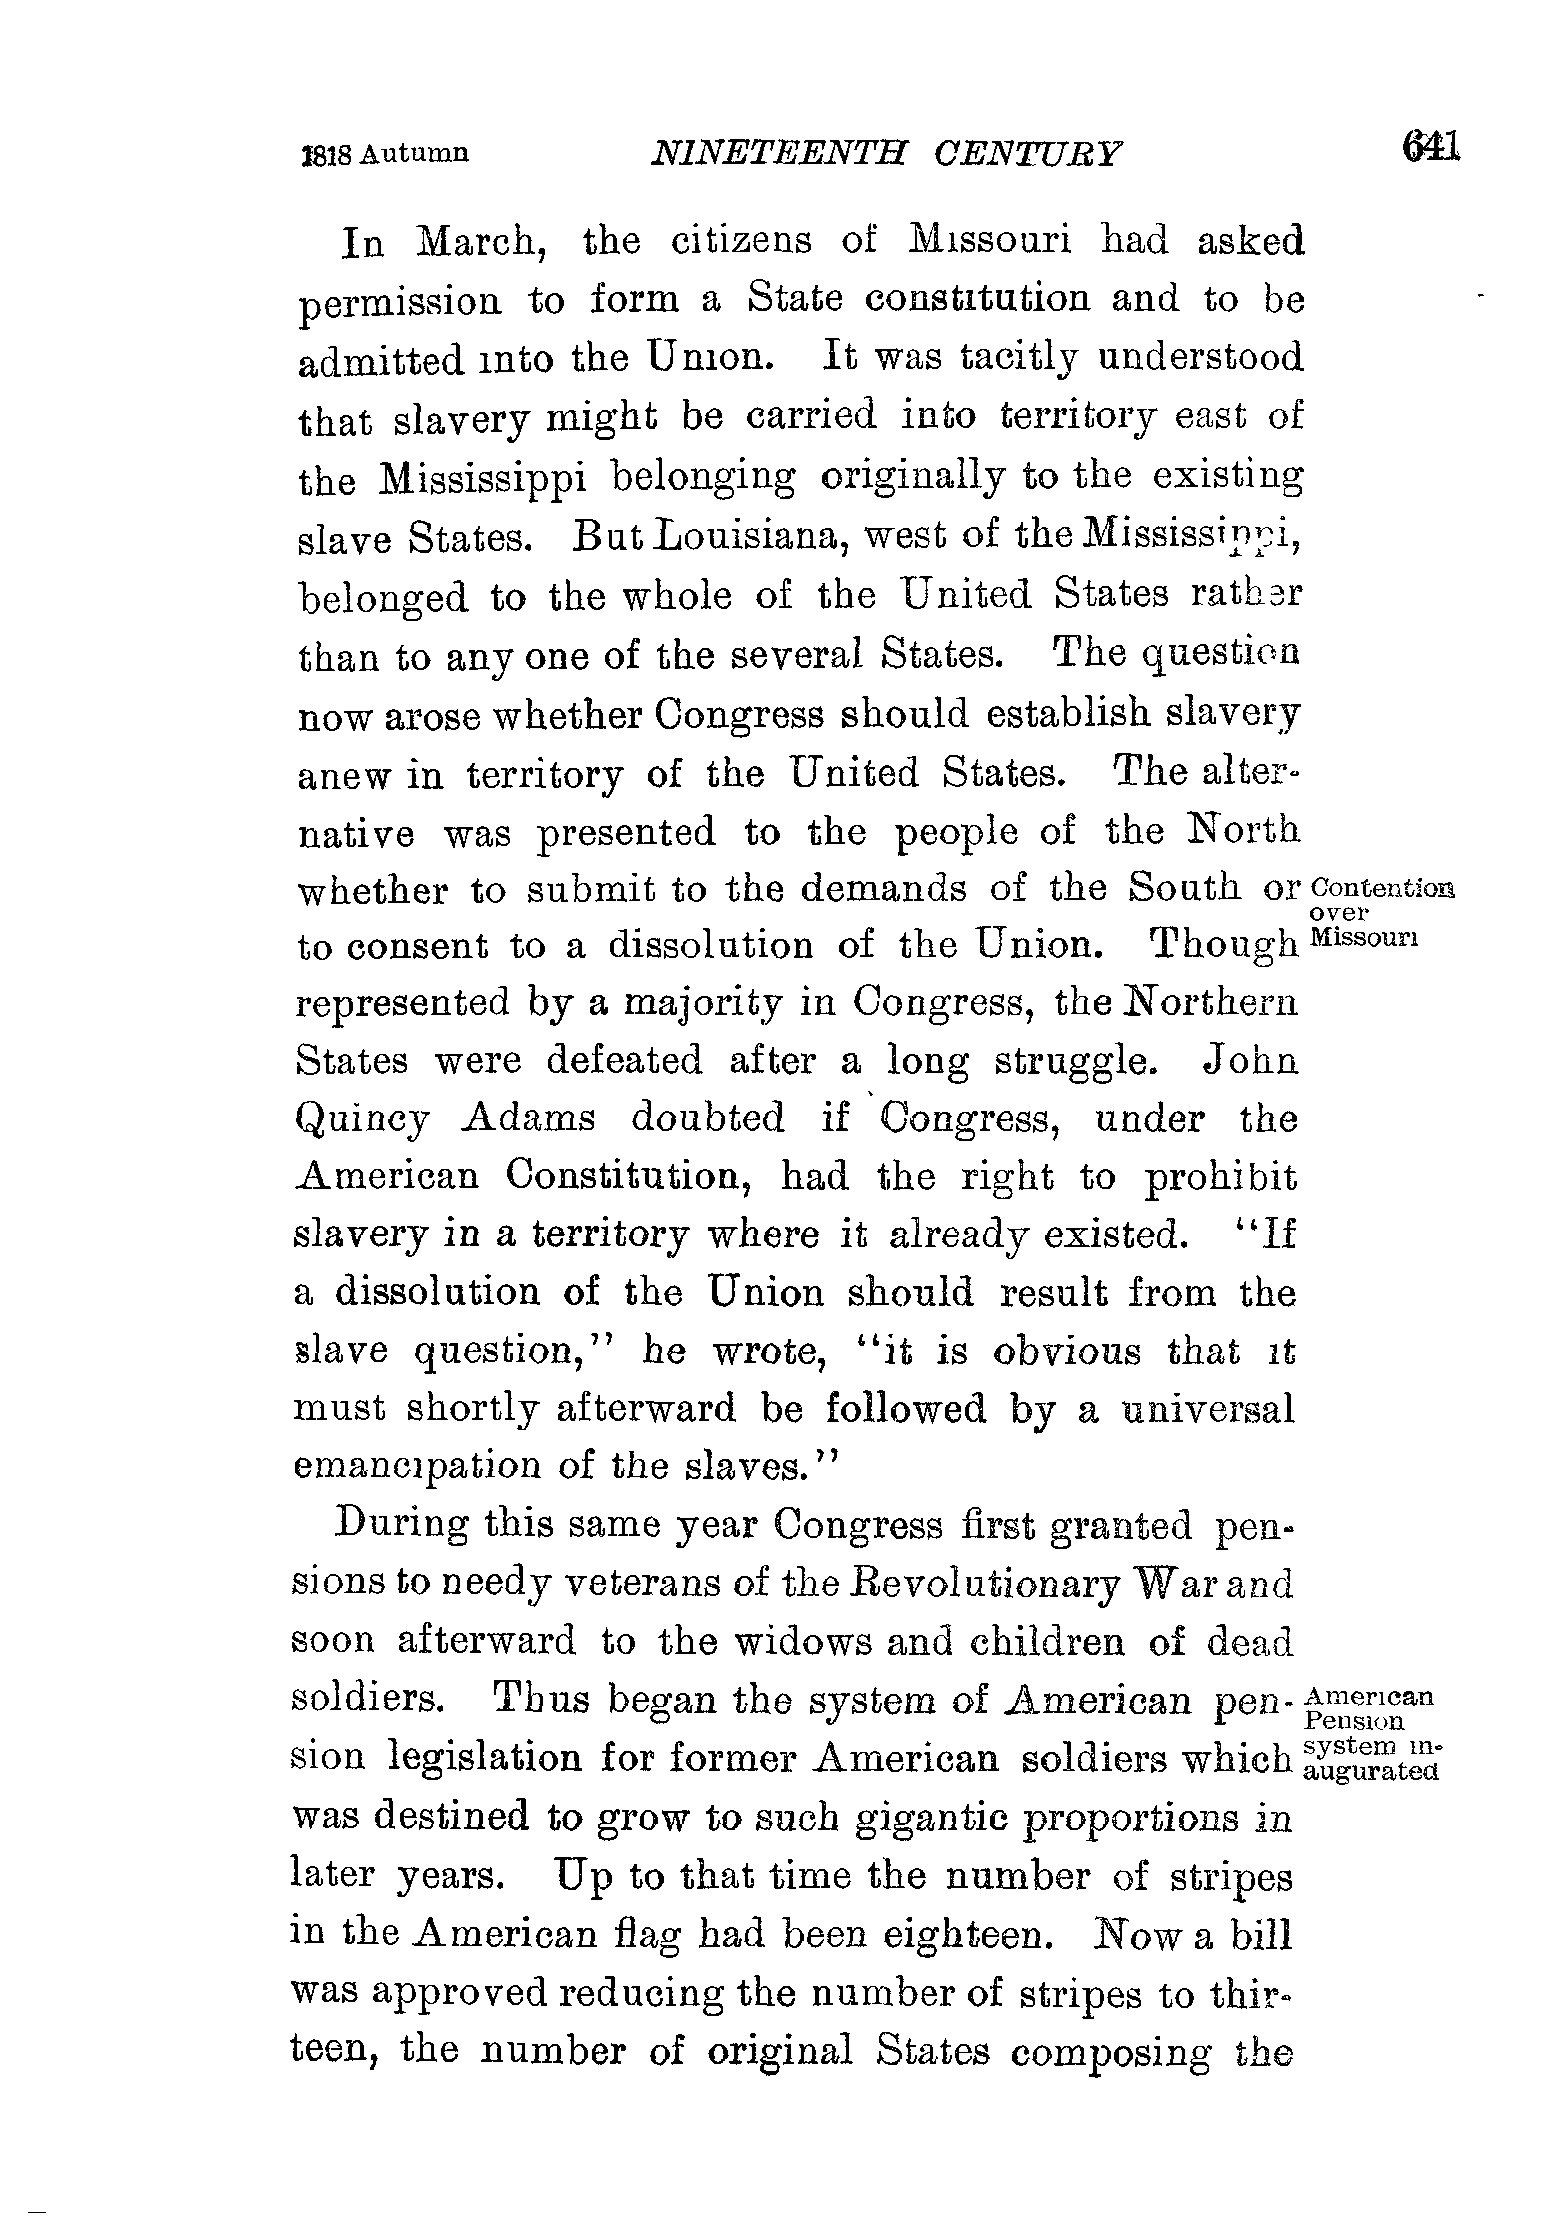 1818 Autumn NINETEENTH CENTURY 641
In March, the citizens of Missouri had asked
permission to form a State constitution and to be
admitted into the Union. It was tacitly understood
that slavery might be carried into territory east of
the Mississippi belonging originally to the existing
slave States. But Louisiana, west of the Mississippi,
belonged to the whole of the United States rather
than to any one of the several States. The question
now arose whether Congress should establish slavery
anew in territory of the United States. The alter-
native was presented to the people of the North
whether to submit to the demands of the South or
to consent to a dissolution of the Union. Though
represented by a majority in Congress, the Northern
States were defeated after a long struggle. John
Quincy Adams doubted if Congress, under the
American Constitution, had the right to prohibit
slavery in a territory where it already existed. "If
a dissolution of the Union should result from the
slave question," he wrote, "it is obvious that it
must shortly afterward be followed by a universal
emancipation of the slaves."
Contention
over
Missouri
During this same year Congress first granted pen-
sions to needy veterans of the Revolutionary War and
soon afterward to the widows and children of dead
soldiers. Thus began the system of American pen-
sion legislation for former American soldiers which
was destined to grow to such gigantic proportions in
later years. Up to that time the number of stripes
in the American flag had been eighteen. Now a bill
was approved reducing the number of stripes to thir-
teen, the number of original States composing the
American
Pension
system in-
augurated